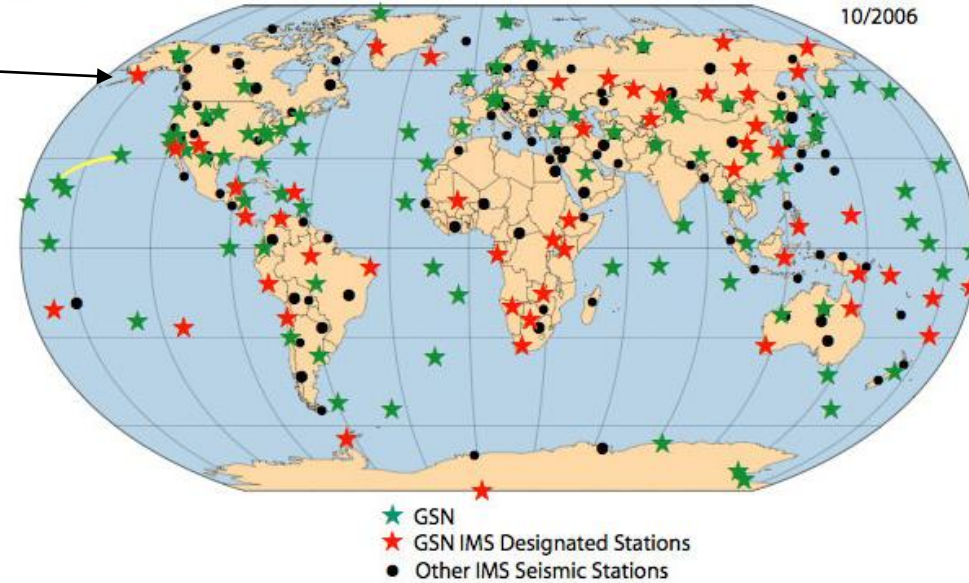 10/2006
GSN
GSN IMS Designated Stations
Other IMS Seismic Stations